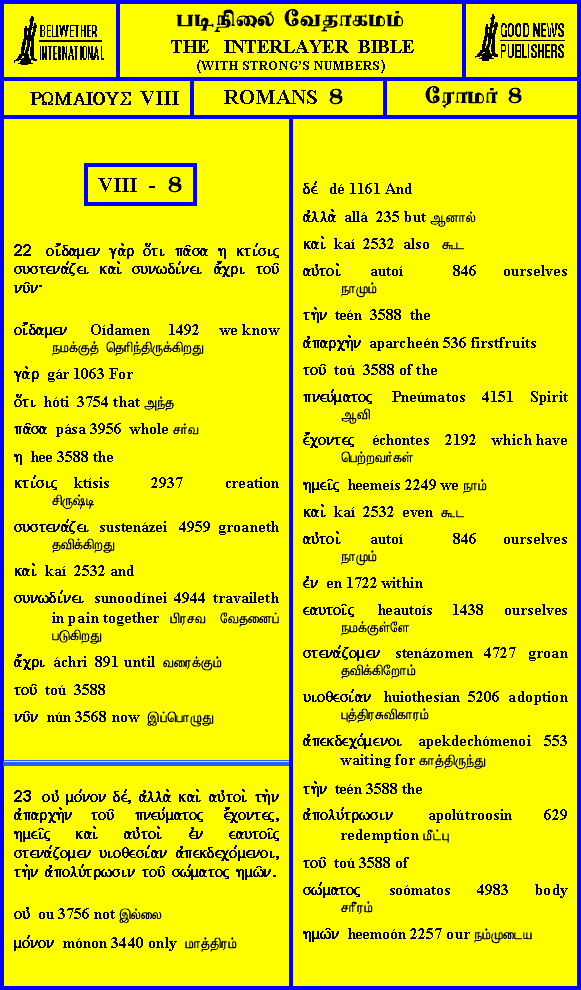 BELLWETHER
INTERNATIONAL
படிநிலை வேதாகமம்
THE INTERLAYER BIBLE
(WITH STRONG'S NUMBERS)
GOOD NEWS
PUBLISHERS
ΡΩΜΑΙΟΥΣ VIII
ROMANS 8
ரோமர் 8
VIII - 8
22 οἴδαμεν γὰρ ὅτι πᾶσα η κτίσις
συστενάζει καὶ συνωδίνει ἄχρι τοῦ
νῦν·
οἴδαμεν Oídamen 1492 we know
நமக்குத் தெரிந்திருக்கிறது
γὰρ gár 1063 For
ὅτι hóti 3754 that அந்த
πᾶσα pása 3956 whole சர்வ
η hee 3588 the
κτίσις ktísis 2937 creation
சிருஷ்டி
συστενάζει sustenázei 4959 groaneth
தவிக்கிறது
καὶ kaí 2532 and
συνωδίνει sunoodínei 4944 travaileth
in pain together பிரசவ வேதனைப்
படுகிறது
ἄχρι áchri 891 until வரைக்கும்
τοῦ toú 3588
νῦν nún 3568 now இப்பொழுது
23 οὐ μόνον δέ, ἀλλὰ καὶ αὐτοὶ τὴν
ἀπαρχὴν τοῦ πνεύματος ἔχοντες,
ημεῖς καὶ αὐτοὶ ἐν εαυτοῖς
στενάζομεν υιοθεσίαν ἀπεκδεχόμενοι,
τὴν ἀπολύτρωσιν τοῦ σώματος ημῶν.
οὐ ou 3756 not இல்லை
μόνον mónon 3440 only மாத்திரம்
δέ dé 1161 And
ἀλλὰ allá 235 but ஆனால்
καὶ kaí 2532 also கூட
αὐτοὶ autoí 846 ourselves
நாமும்
τὴν teén 3588 the
ἀπαρχὴν aparcheén 536 firstfruits
τοῦ toú 3588 of the
πνεύματος Pneúmatos 4151 Spirit
ஆவி
ἔχοντες échontes 2192 which have
பெற்றவர்கள்
ημεῖς heemeís 2249 we நாம்
καὶ kaí 2532 even கூட
αὐτοὶ autoí 846 ourselves
நாமும்
ἐν en 1722 within
εαυτοῖς heautoís 1438 ourselves
நமக்குள்ளே
στενάζομεν stenázomen 4727 groan
தவிக்கிறோம்
υιοθεσίαν huiothesían 5206 adoption
புத்திரசுவிகாரம்
ἀπεκδεχόμενοι apekdechómenoi 553
waiting for காத்திருந்து
τὴν teén 3588 the
ἀπολύτρωσιν apolútroosin 629
redemption மீட்பு
τοῦ toú 3588 of
σώματος soómatos 4983 body
சரீரம்
ημῶν heemoón 2257 our நம்முடைய